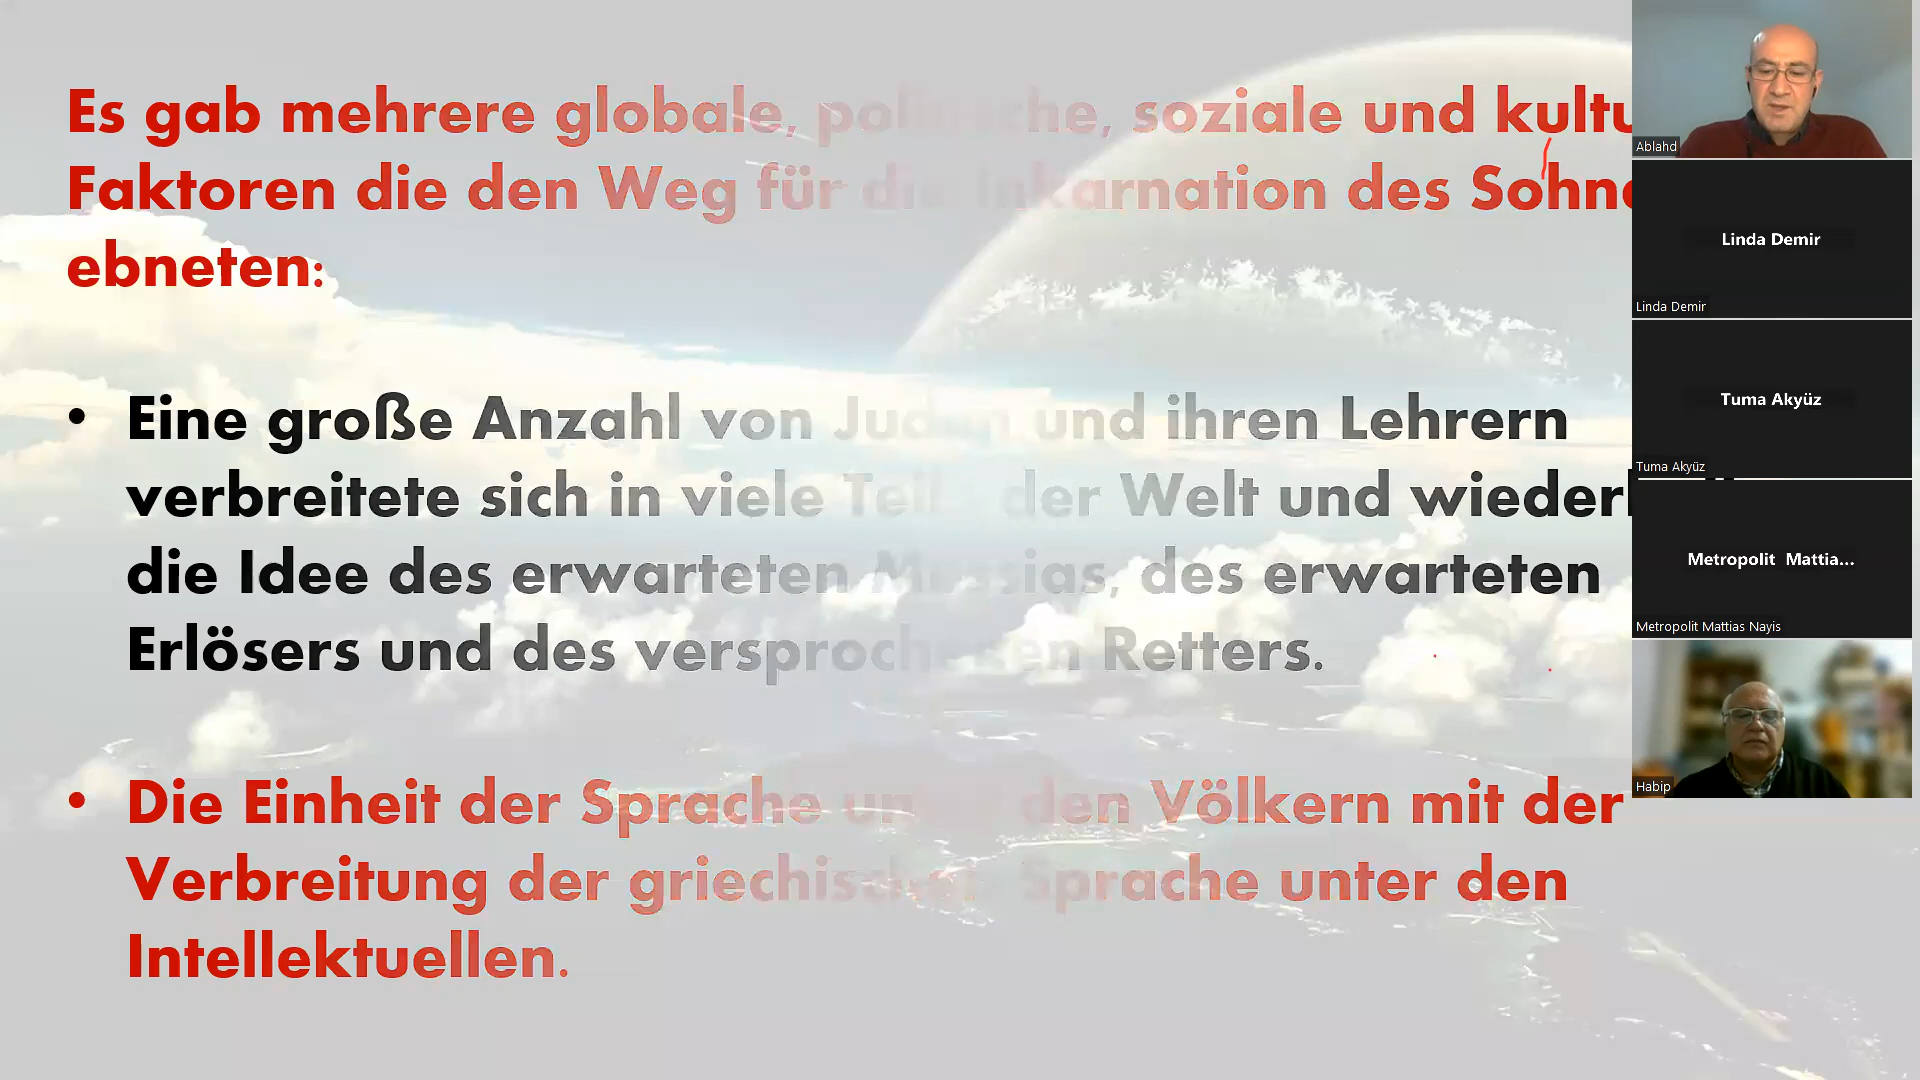 Es gab mehrere globale, politische, soziale und kultu
Faktoren die den Weg für die Inkarnation des Sohne
ebneten:
• Eine große Anzahl von Juden und ihren Lehrern
verbreitete sich in viele Teile der Welt und wieder
die Idee des erwarteten Messias, des erwarteten
Erlösers und des versprochenen Retters.
• Die Einheit der Sprache unter den Völkern mit der
Verbreitung der griechischen Sprache unter den
Intellektuellen.
Ablahd
Linda Demir
Linda Demir
Tuma Akyüz
Tuma Akyüz
Metropolit Mattia...
Metropolit Mattias Nayis
Habip